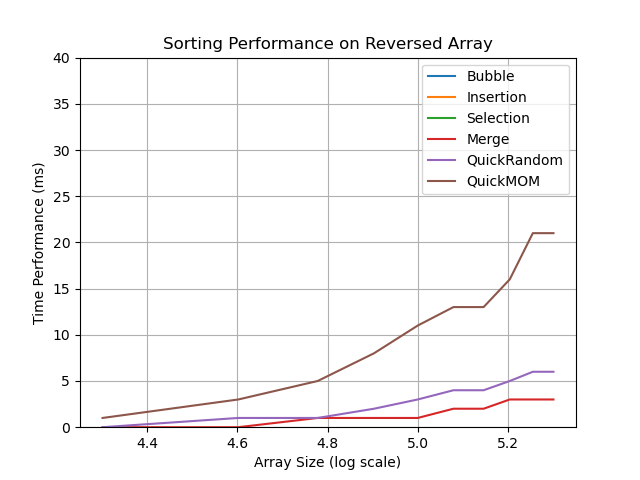 Sorting Performance on Reversed Array
40
35
30
25
20
15
10
5
0
Time Performance (ms)
Bubble
Insertion
Selection
Merge
QuickRandom
QuickMOM
4.4 4.6 4.8 5.0 5.2
Array Size (log scale)